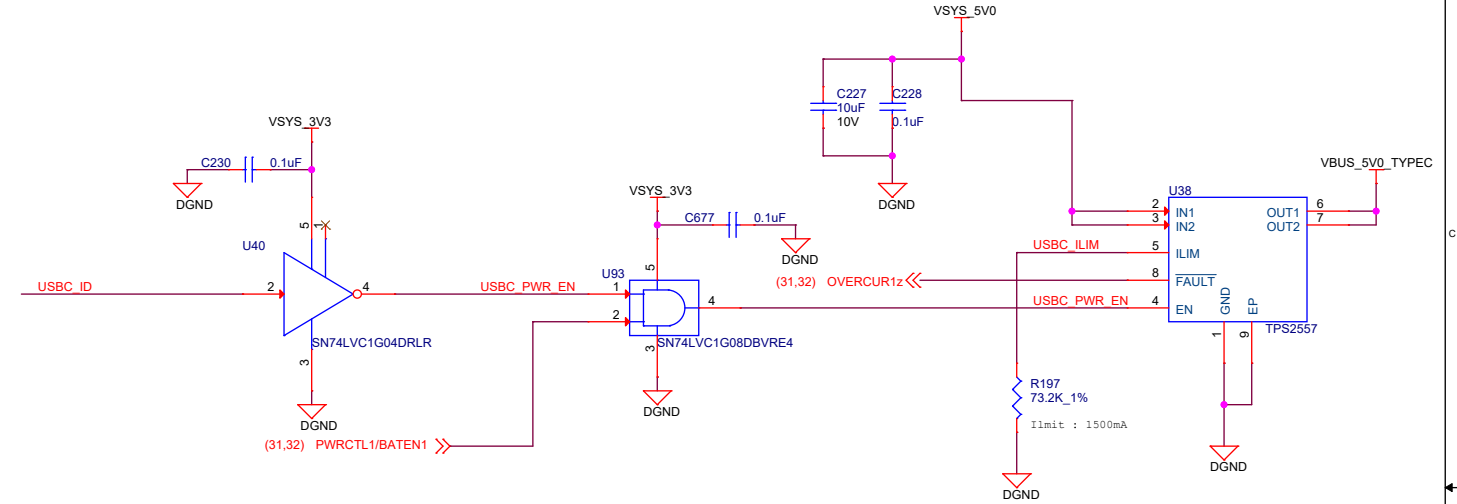 VSYS_5V0
C227
10uF
10V
C228
0.1uF
DGND
VSYS_3V3
C230
0.1uF
DGND
5
1
U40
USBC_ID
2
4
SN74LVC1G04DRLR
3
DGND
USBC_PWR_EN
VSYS_3V3
C677
0.1uF
DGND
5
U93
1
2
4
SN74LVC1G08DBVRE4
3
DGND
(31,32) PWRCTL1/BATEN1
VBUS_5V0_TYPEC
U38
2
IN1
3
IN2
OUT1
6
OUT2
7
USBC_ILIM
5
ILIM
(31,32) OVERCUR1z
8
FAULT
USBC_PWR_EN
4
EN
GND
EP
1
9
TPS2557
DGND
R197
73.2K_1%
Ilmit : 1500mA
DGND
C